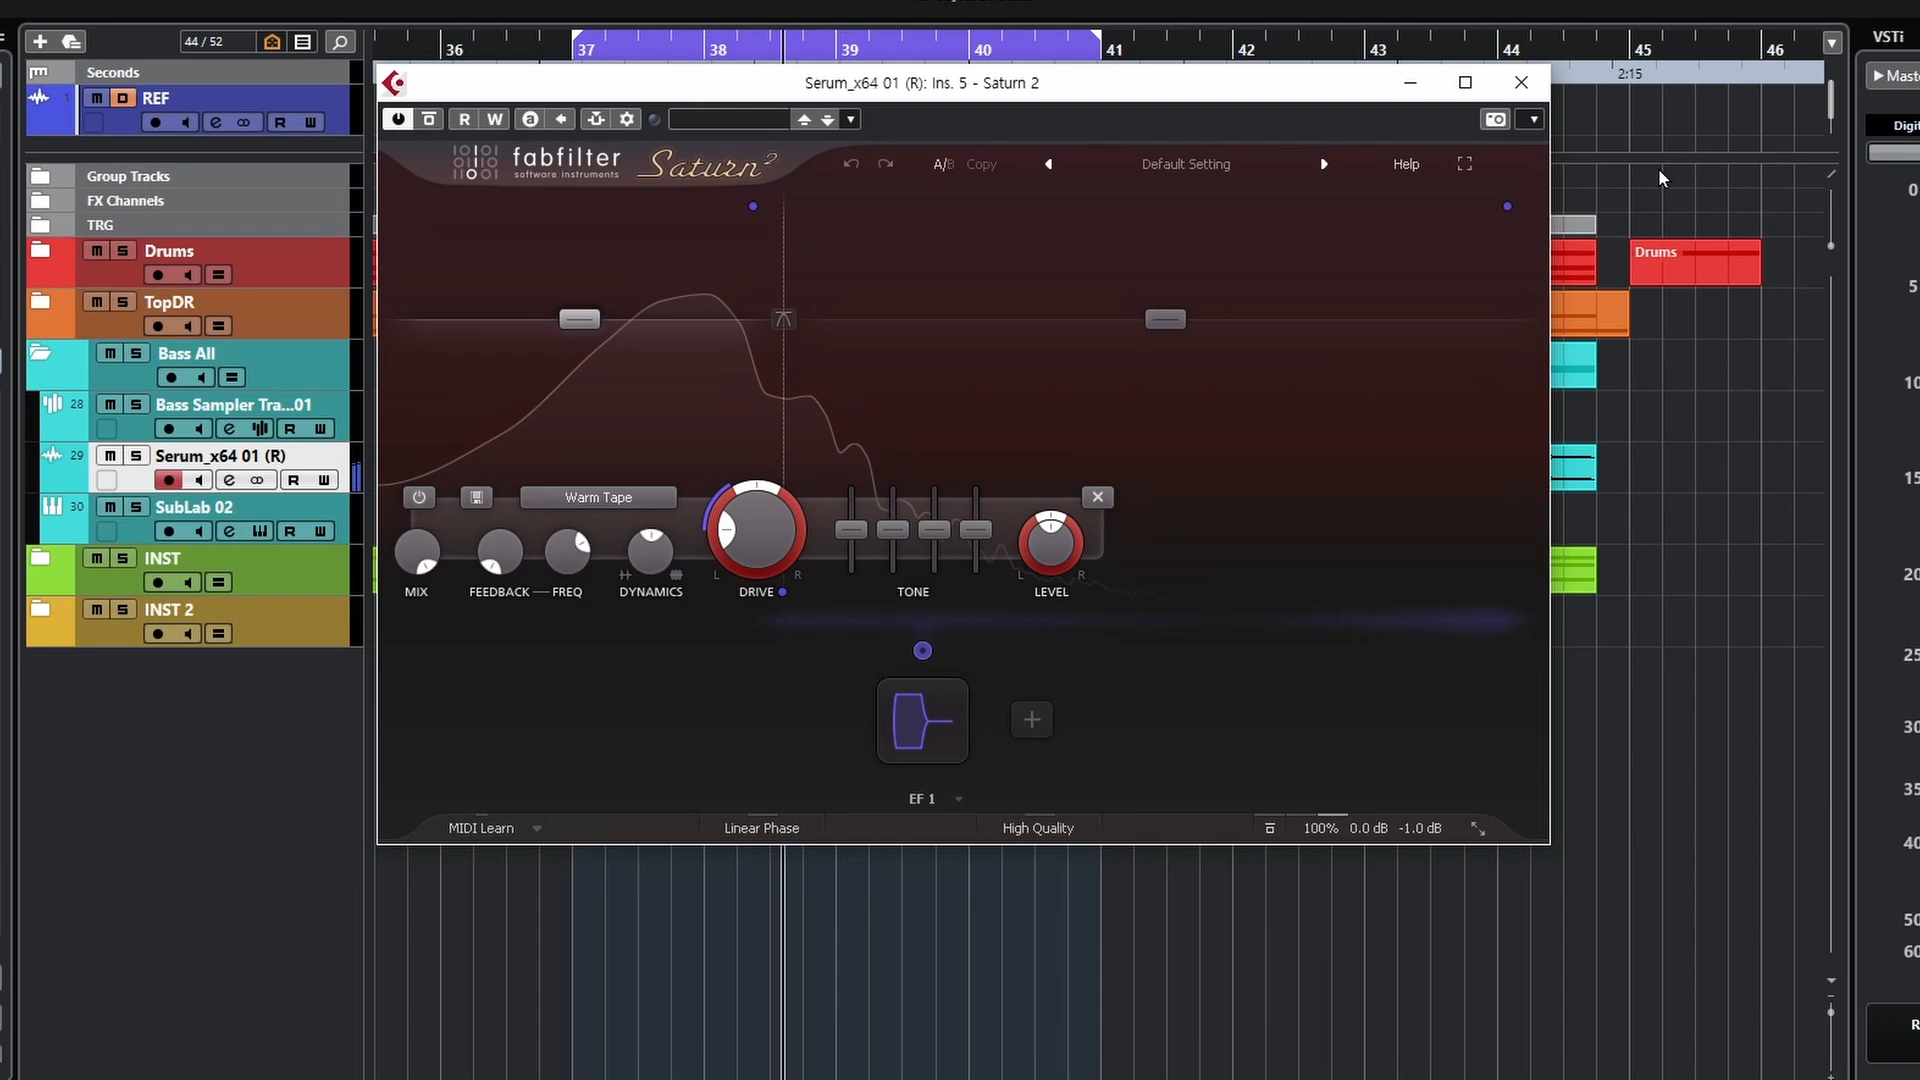 44 / 52
36
37
38
39
40
41
42
43
44
45
46
VSTi
2:15
Seconds
1
M
REF
R
W
Serum_x64 01 (R): Ins. 5 - Saturn 2
R
W
a
fabfilter
software instruments
Saturn 2
A/B
Copy
Default Setting
Help
Group Tracks
FX Channels
TRG
M S Drums
M S TopDR
M S Bass All
28 M S Bass Sampler Tra...01
R W
29 M S Serum_x64 01 (R)
R W
30 M S SubLab 02
R W
M S INST
M S INST 2
Drums
Warm Tape
MIX
FEEDBACK
FREQ
DYNAMICS
L
R
DRIVE
TONE
L
R
LEVEL
EF 1
MIDI Learn
Linear Phase
High Quality
100%
0.0 dB
-1.0 dB
0
5
10
15
20
25
30
35
40
50
60